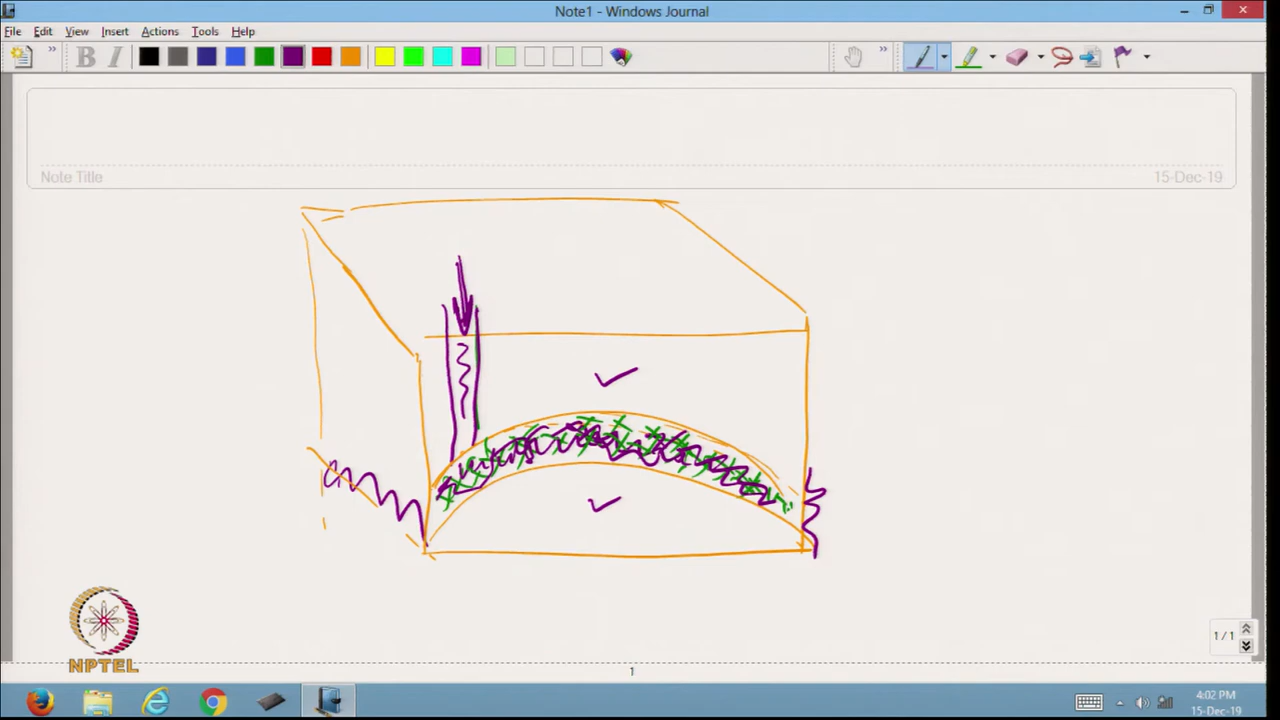 Note1 - Windows Journal
File Edit View Insert Actions Tools Help
B I
Note Title
15-Dec-19
NPTEL
1 / 1
1
4:02 PM
15-Dec-19